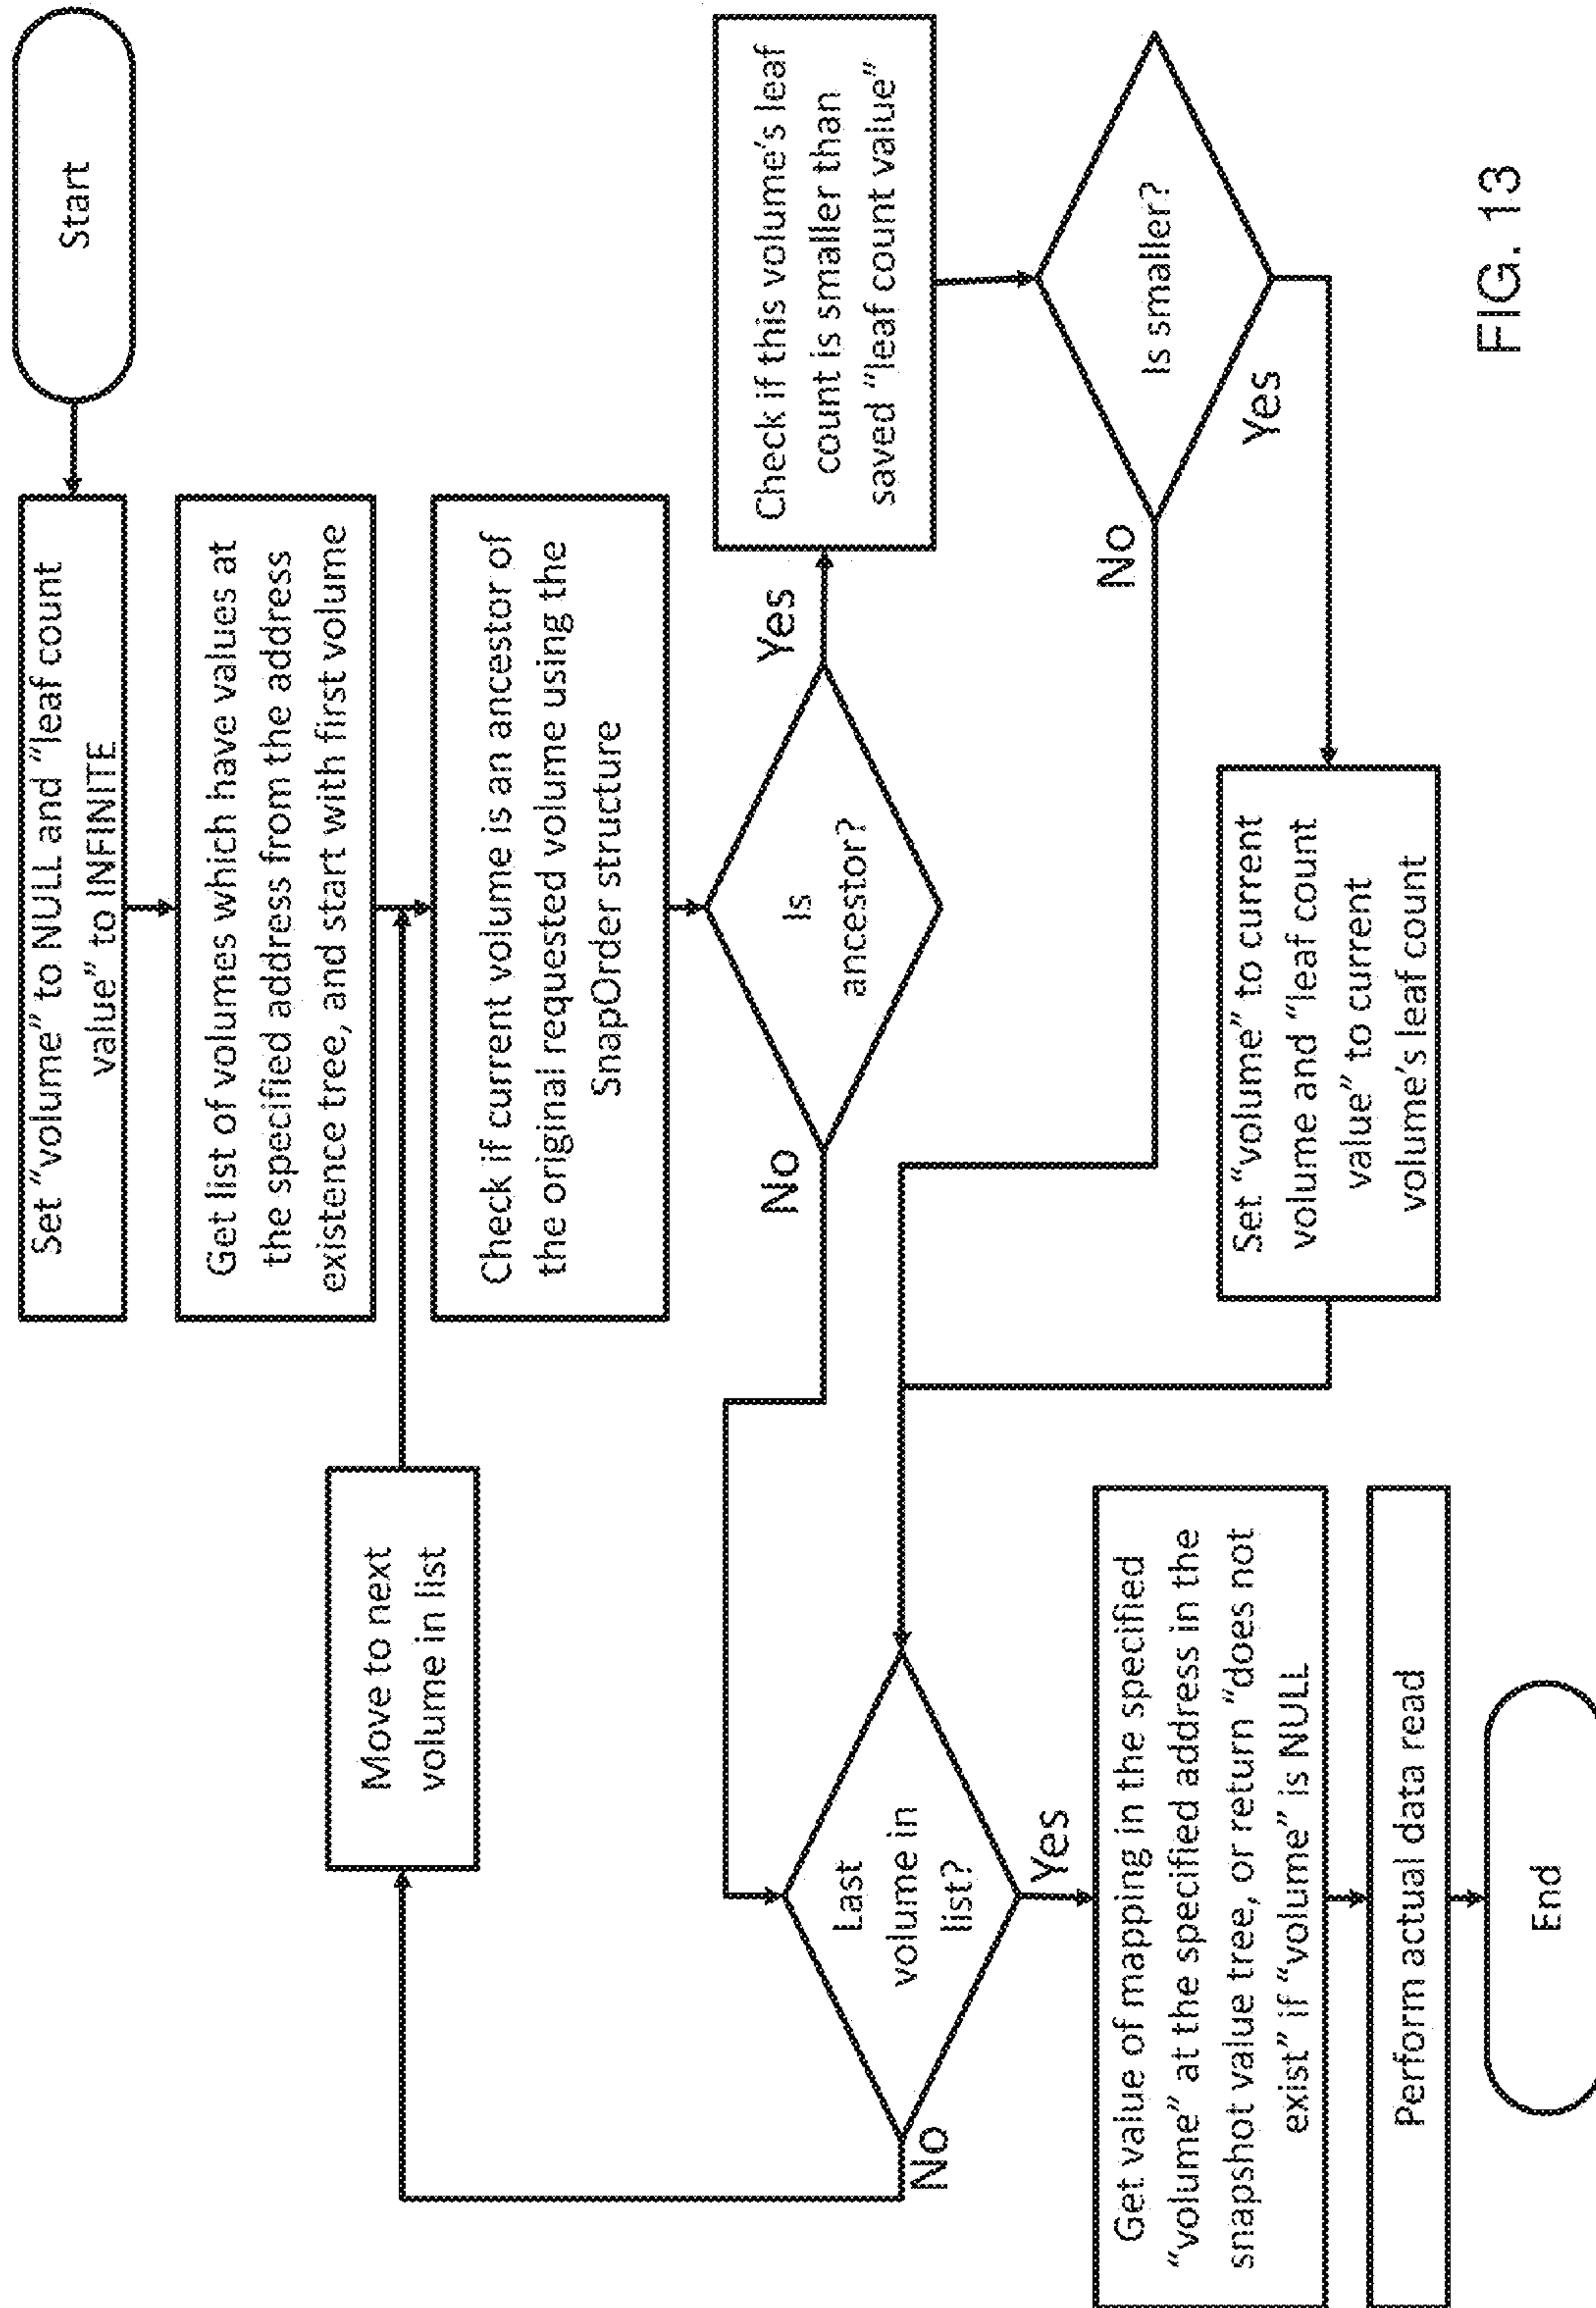 Start
Set "volume" to NULL and "leaf count
value" to INFINITE
Get list of volumes which have values at
the specified address from the address
existence tree, and start with first volume
Check if current volume is an ancestor of
the original requested volume using the
SnapOrder structure
Is
ancestor?
Yes
No
Check if this volume's leaf
count is smaller than
saved "leaf count value"
Is smaller?
No
Yes
Set "volume" to current
volume and "leaf count
value" to current
volume's leaf count
Move to next
volume in list
Last
volume in
list?
No
Yes
Get value of mapping in the specified
"volume" at the specified address in the
snapshot value tree, or return "does not
exist" if "volume" is NULL
Perform actual data read
End
FIG. 13